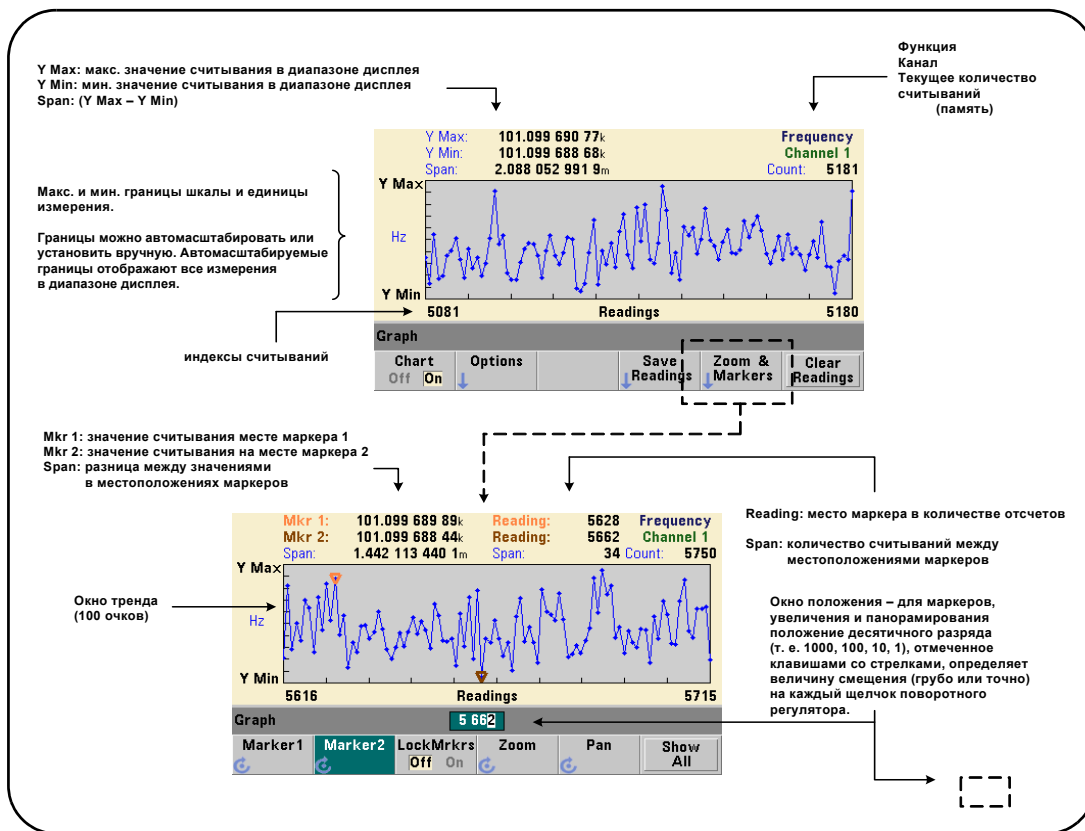 Y Max: макс. значение считывания в диапазоне дисплея
Y Min: мин. значение считывания в диапазоне дисплея
Span: (Y Max – Y Min)
Функция
Канал
Текущее количество
считываний
(память)
Y Max: 101.099 690 77k Frequency
Y Min: 101.099 688 68k Channel 1
Span: 2.088 052 991 9m Count: 5181
Y Max
Hz
Y Min
5081 Readings 5180
Graph
Chart Options Save Zoom & Clear
Off On Readings Markers Readings
Макс. и мин. границы шкалы и единицы
измерения.
Границы можно автомасштабировать или
установить вручную. Автомасштабируемые
границы отображают все измерения
в диапазоне дисплея.
индексы считываний
Mkr 1: значение считывания месте маркера 1
Mkr 2: значение считывания на месте маркера 2
Span: разница между значениями
в местоположениях маркеров
Mkr 1: 101.099 689 89k Reading: 5628 Frequency
Mkr 2: 101.099 688 44k Reading: 5662 Channel 1
Span: 1.442 113 440 1m Span: 34 Count: 5750
Y Max
Hz
Y Min
5616 Readings 5715
Graph 5 662
Marker1 Marker2 LockMrkrs Zoom Pan Show
Off On All
Окно тренда
(100 очков)
Reading: место маркера в количестве отсчетов
Span: количество считываний между
местоположениями маркеров
Окно положения – для маркеров,
увеличения и панорамирования
положение десятичного разряда
(т. е. 1000, 100, 10, 1), отмеченное
клавишами со стрелками, определяет
величину смещения (грубо или точно)
на каждый щелчок поворотного
регулятора.